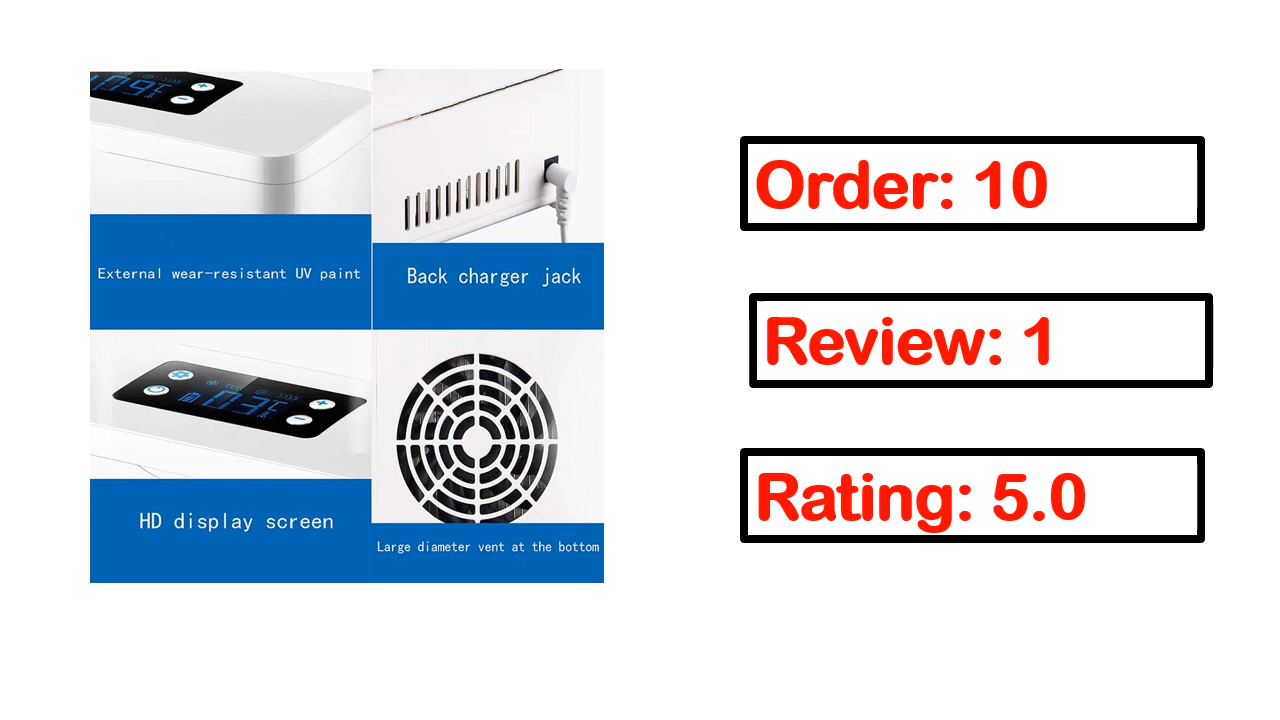 External wear-resistant UV paint
Back charger jack
03
HD display screen
Large diameter vent at the bottom
Order: 10
Review: 1
Rating: 5.0